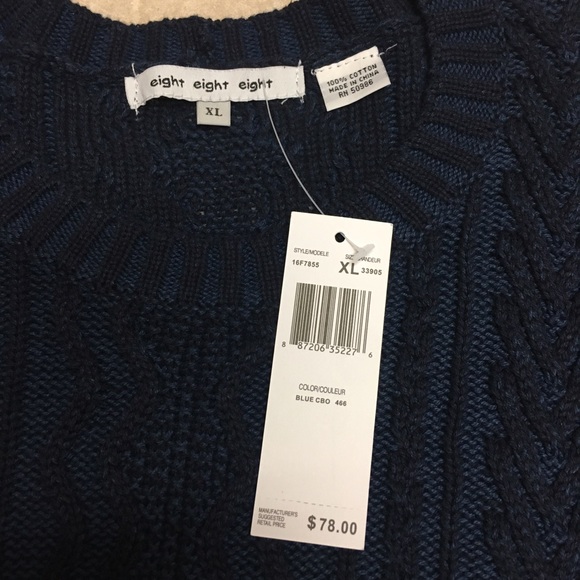 eight eight eight
XL
100% COTTON
MADE IN CHINA
RN 50986
STYLE/MODELE
16F7855
XL 3390S
8 87206 35227 6
COLOR/COULEUR
BLUE CBO 466
MANUFACTURER'S
SUGGESTED
RETAIL PRICE
$78.00